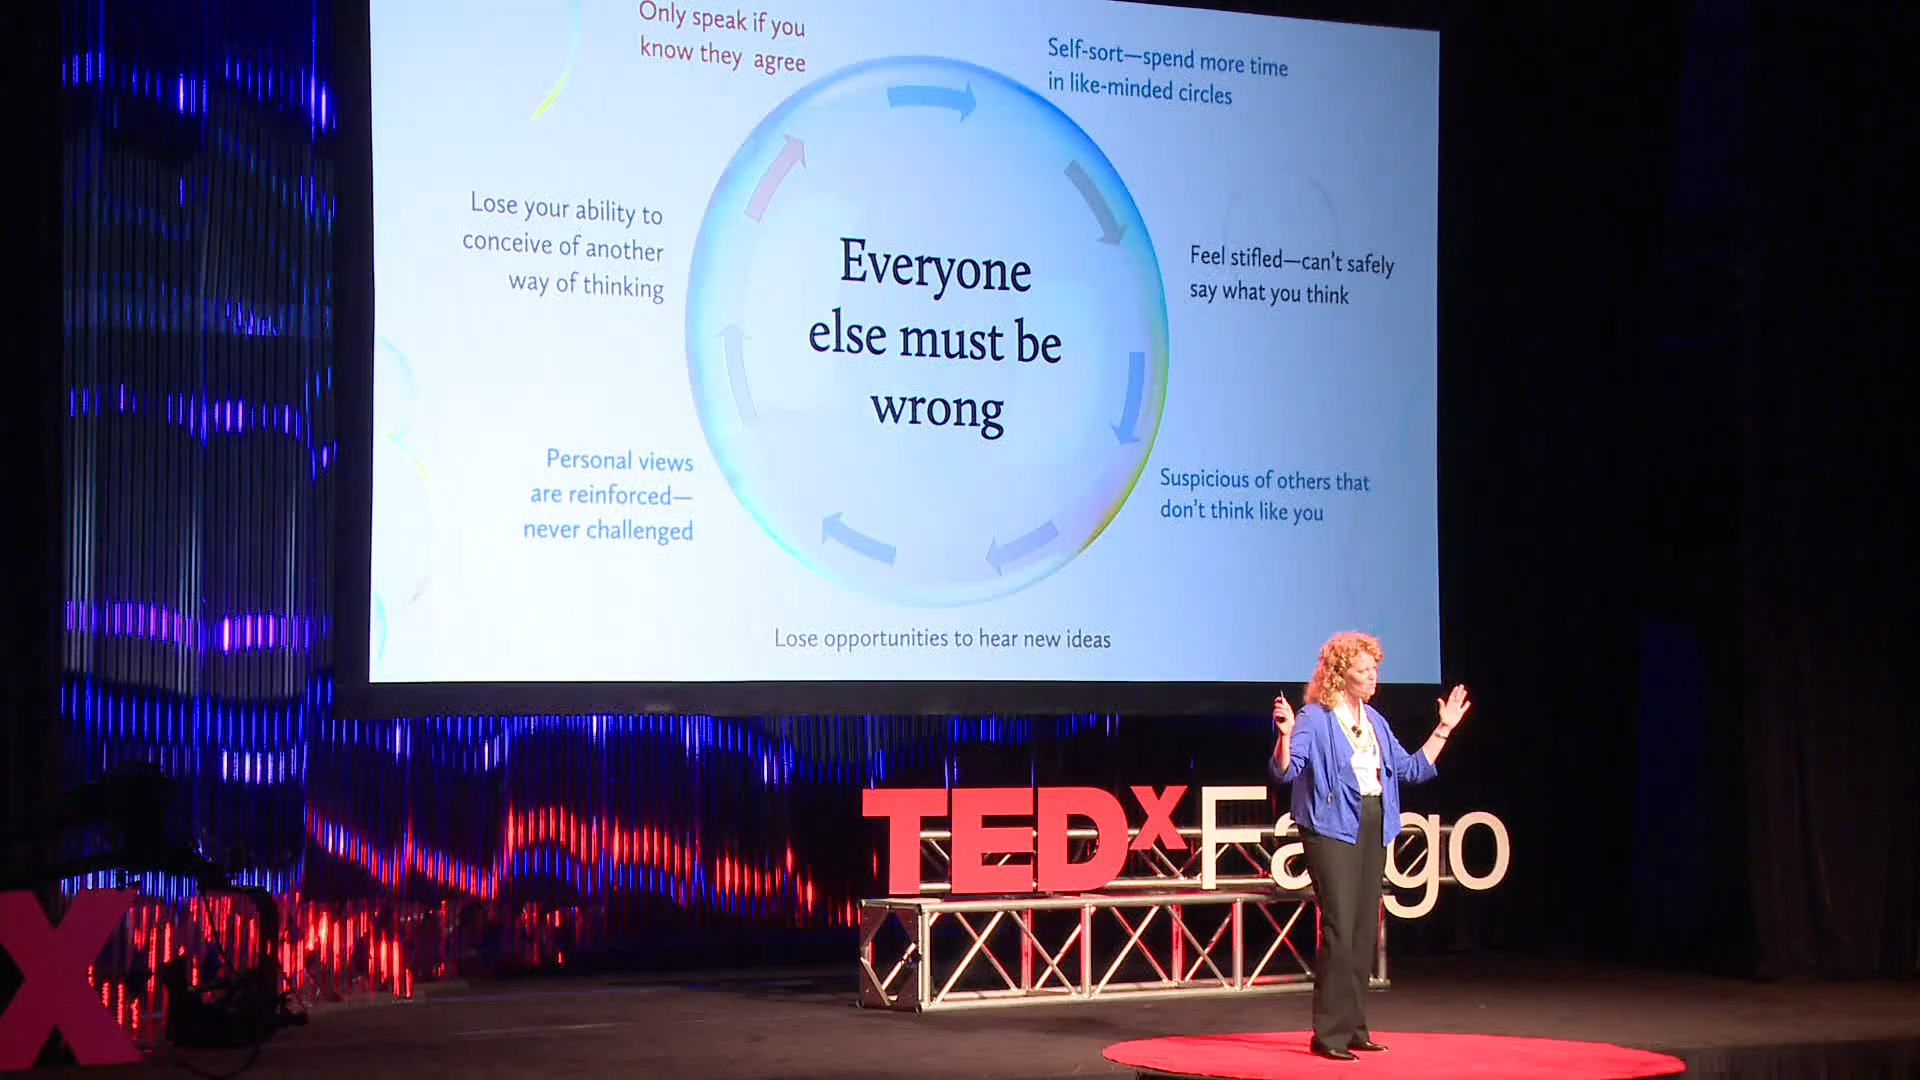 Only speak if you
know they agree
Self-sort—spend more time
in like-minded circles
Lose your ability to
conceive of another
way of thinking
Everyone
else must be
wrong
Feel stifled—can't safely
say what you think
Personal views
are reinforced—
never challenged
Suspicious of others that
don't think like you
Lose opportunities to hear new ideas
TEDx Fargo
X